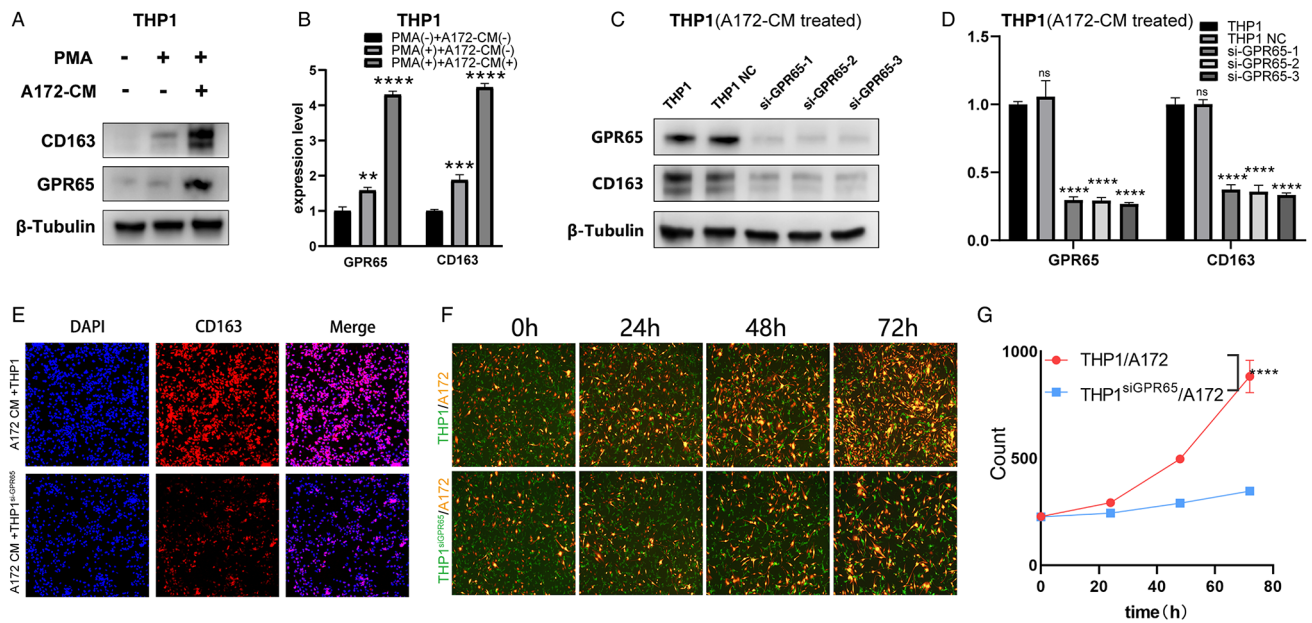 A
THP1
PMA - + +
A172-CM - - +
CD163
GPR65
β-Tubulin
B
THP1
PMA(-)+A172-CM(-)
PMA(+)+A172-CM(-)
PMA(+)+A172-CM(+)
expression level
5
4
3
2
1
0
**
****
***
****
GPR65
CD163
C
THP1(A172-CM treated)
THP1
THP1 NC
si-GPR65-1
si-GPR65-2
si-GPR65-3
GPR65
CD163
β-Tubulin
D
THP1(A172-CM treated)
THP1
THP1 NC
si-GPR65-1
si-GPR65-2
si-GPR65-3
1.5
1.0
0.5
0.0
ns
****
****
****
ns
****
****
****
GPR65
CD163
E
DAPI
CD163
Merge
A172 CM +THP1
A172 CM +THP1si-GPR65
F
0h
24h
48h
72h
THP1/A172
THP1siGPR65/A172
G
THP1/A172
THP1siGPR65/A172
****
Count
1000
500
0
0 20 40 60 80
time(h)